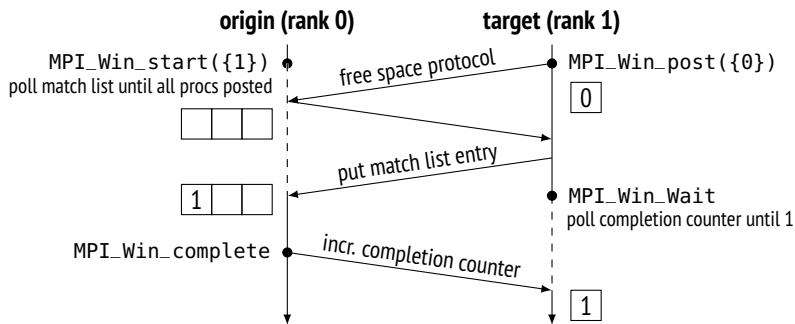 origin (rank 0)
target (rank 1)
MPI_Win_start({1})
poll match list until all procs posted
free space protocol
MPI_Win_post({0})
0
put match list entry
1
MPI_Win_Wait
poll completion counter until 1
MPI_Win_complete
incr. completion counter
1